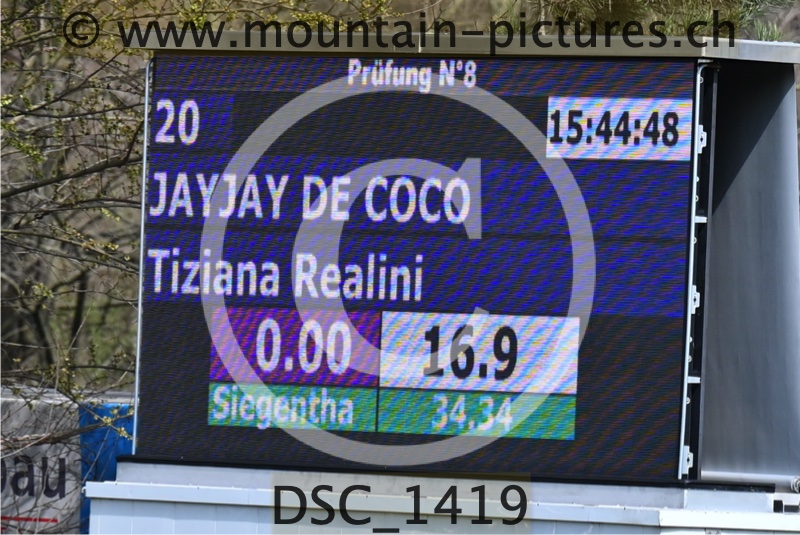 © www.mountain-pictures.ch
Prüfung N°8
20 15:44:48
JAYJAY DE COCO
Tiziana Realini
0.00 16.9
Siegentha 34.34
©
bau
DSC_1419